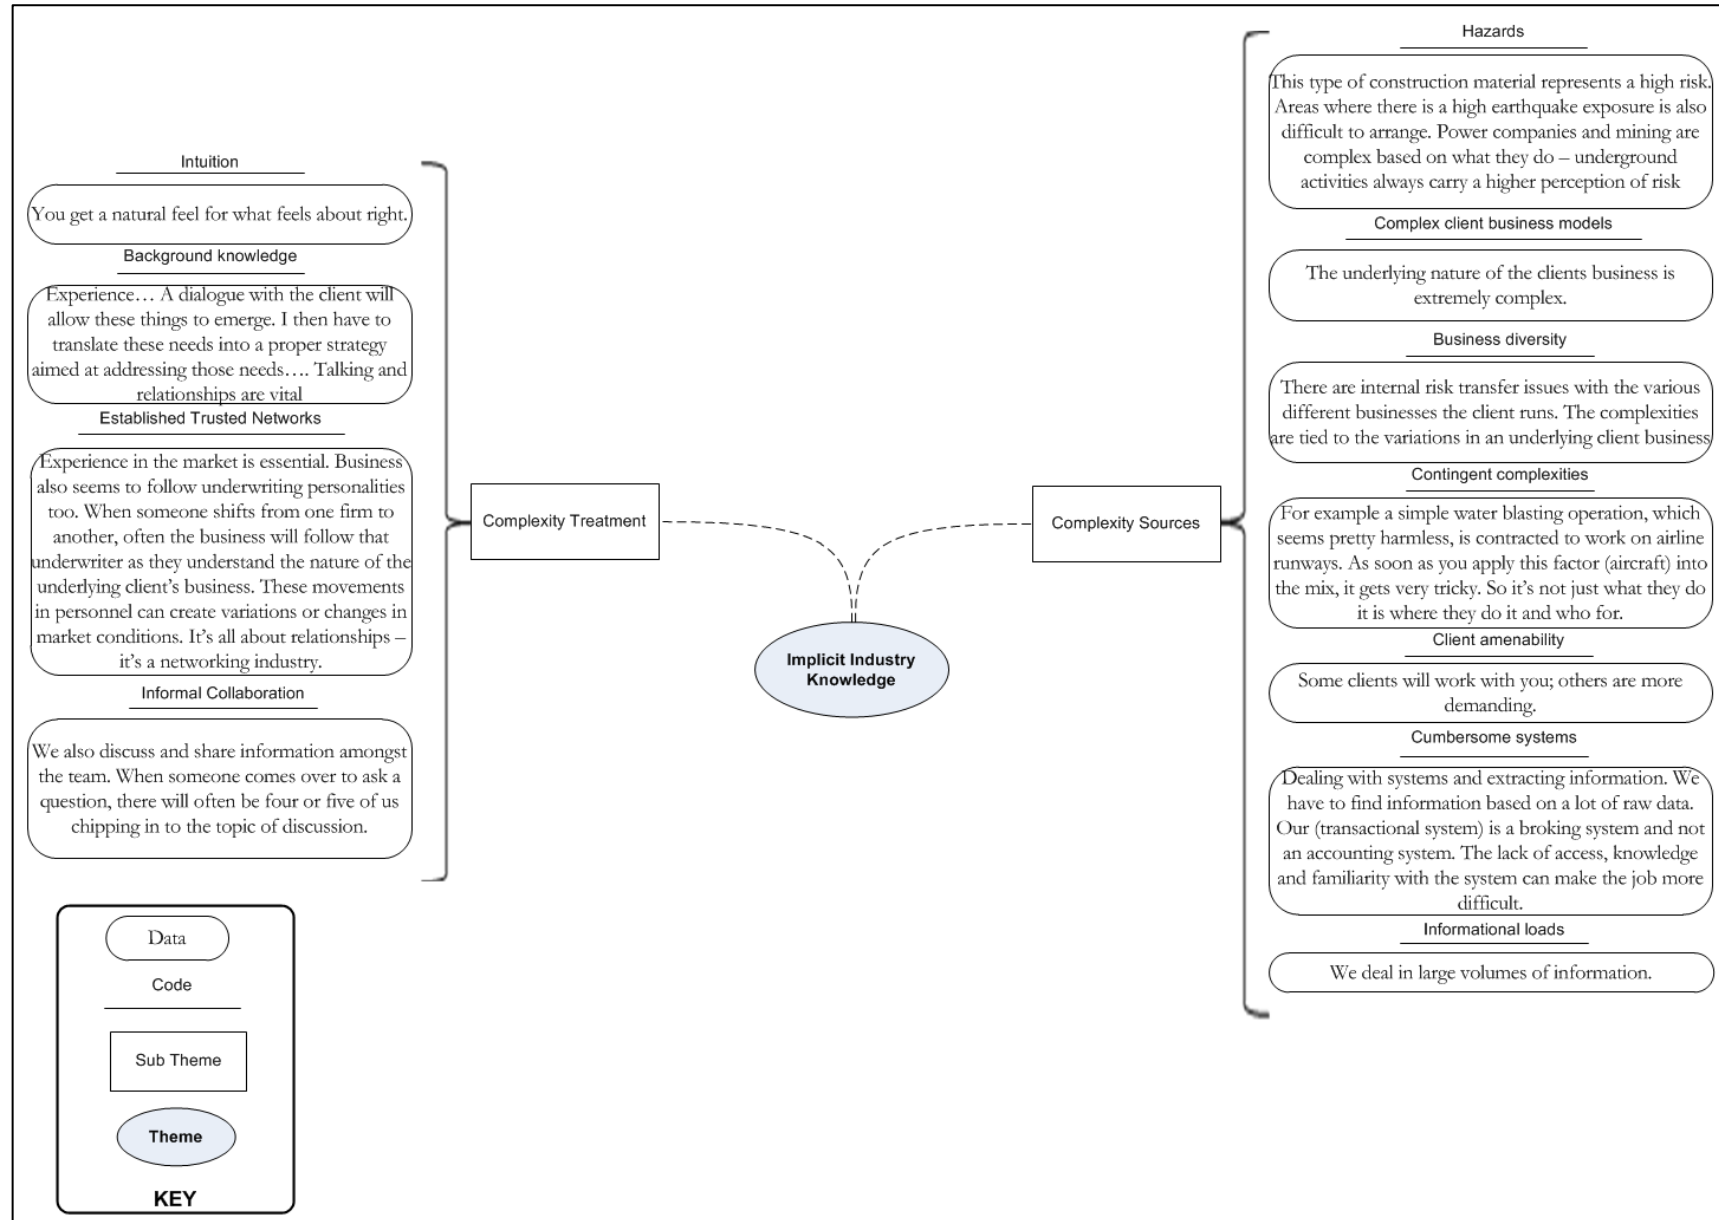 Intuition
You get a natural feel for what feels about right.
Background knowledge
Experience… A dialogue with the client will
allow these things to emerge. I then have to
translate these needs into a proper strategy
aimed at addressing those needs…. Talking and
relationships are vital
Established Trusted Networks
Experience in the market is essential. Business
also seems to follow underwriting personalities
too. When someone shifts from one firm to
another, often the business will follow that
underwriter as they understand the nature of the
underlying client's business. These movements
in personnel can create variations or changes in
market conditions. It's all about relationships –
it's a networking industry.
Informal Collaboration
We also discuss and share information amongst
the team. When someone comes over to ask a
question, there will often be four or five of us
chipping in to the topic of discussion.
Complexity Treatment
Implicit Industry
Knowledge
Complexity Sources
Hazards
This type of construction material represents a high risk.
Areas where there is a high earthquake exposure is also
difficult to arrange. Power companies and mining are
complex based on what they do – underground
activities always carry a higher perception of risk
Complex client business models
The underlying nature of the clients business is
extremely complex.
Business diversity
There are internal risk transfer issues with the various
different businesses the client runs. The complexities
are tied to the variations in an underlying client business
Contingent complexities
For example a simple water blasting operation, which
seems pretty harmless, is contracted to work on airline
runways. As soon as you apply this factor (aircraft) into
the mix, it gets very tricky. So it's not just what they do
it is where they do it and who for.
Client amenability
Some clients will work with you; others are more
demanding.
Cumbersome systems
Dealing with systems and extracting information. We
have to find information based on a lot of raw data.
Our (transactional system) is a broking system and not
an accounting system. The lack of access, knowledge
and familiarity with the system can make the job more
difficult.
Informational loads
We deal in large volumes of information.
Data
Code
Sub Theme
Theme
KEY